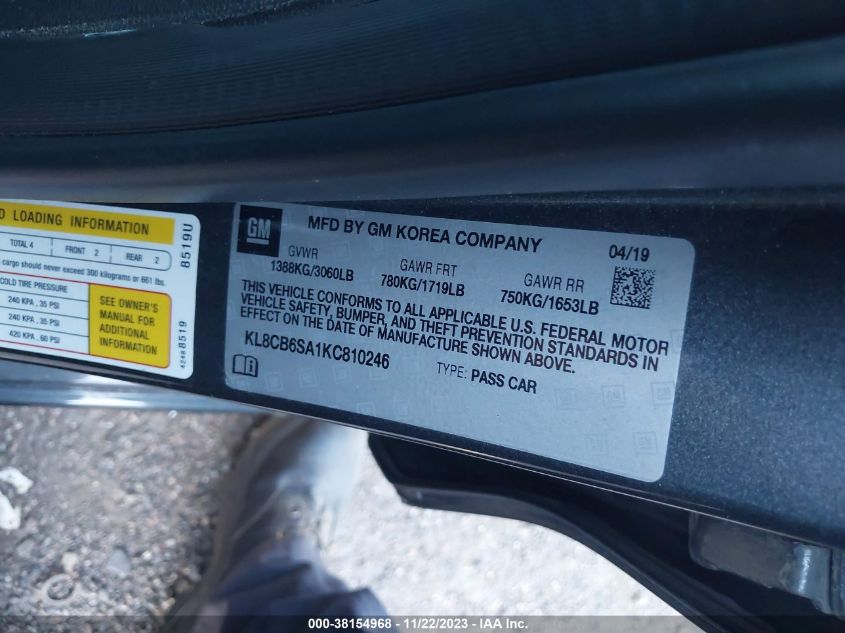 LOADING INFORMATION
TOTAL 4 FRONT 2 REAR 2
cargo should never exceed 300 kilograms or 661 lbs.
COLD TIRE PRESSURE
240 KPA , 35 PSI
240 KPA , 35 PSI
420 KPA , 60 PSI
SEE OWNER'S
MANUAL FOR
ADDITIONAL
INFORMATION
8519U
42488519
GM
MFD BY GM KOREA COMPANY
04/19
GVWR GAWR FRT GAWR RR
1388KG/3060LB 780KG/1719LB 750KG/1653LB
THIS VEHICLE CONFORMS TO ALL APPLICABLE U.S. FEDERAL MOTOR
VEHICLE SAFETY, BUMPER, AND THEFT PREVENTION STANDARDS IN
EFFECT ON THE DATE OF MANUFACTURE SHOWN ABOVE.
KL8CB6SA1KC810246 TYPE: PASS CAR
000-38154968 - 11/22/2023 - IAA Inc.